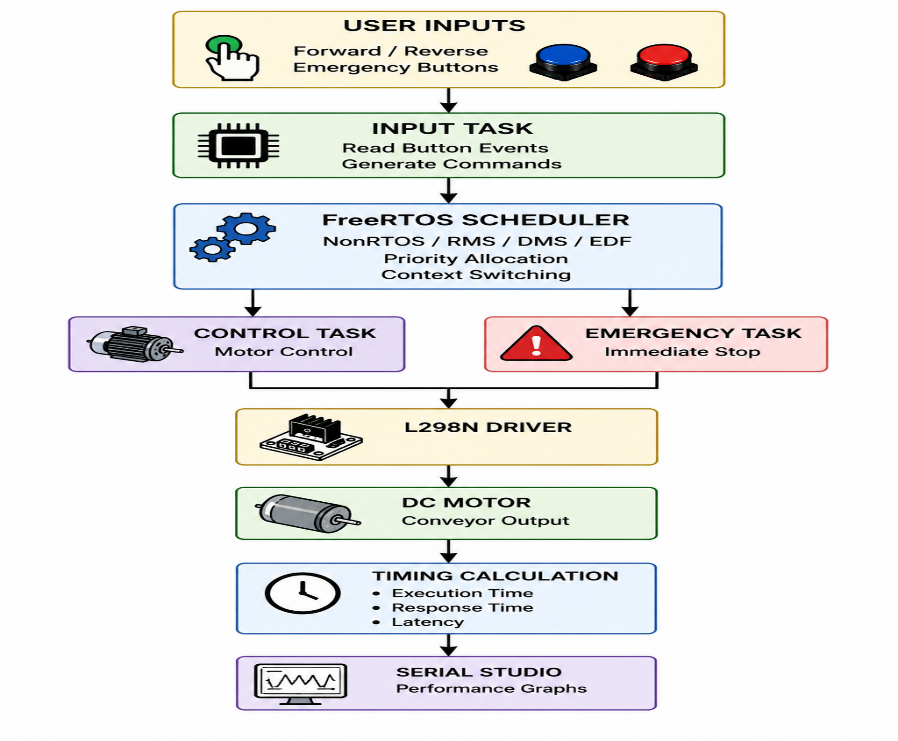 USER INPUTS
Forward / Reverse
Emergency Buttons
INPUT TASK
Read Button Events
Generate Commands
FreeRTOS SCHEDULER
NonRTOS / RMS / DMS / EDF
Priority Allocation
Context Switching
CONTROL TASK
Motor Control
EMERGENCY TASK
Immediate Stop
L298N DRIVER
DC MOTOR
Conveyor Output
TIMING CALCULATION
• Execution Time
• Response Time
• Latency
SERIAL STUDIO
Performance Graphs